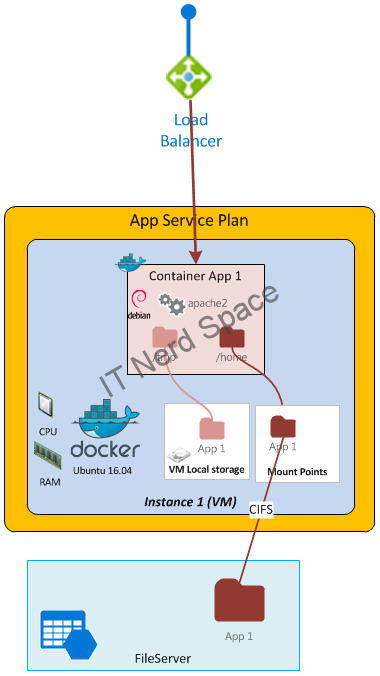 Load
Balancer
App Service Plan
Container App 1
debian
apache2
/tmp
/home
IT Nerd Space
CPU
RAM
docker
Ubuntu 16.04
App 1
VM Local storage
App 1
Mount Points
Instance 1 (VM)
CIFS
App 1
FileServer